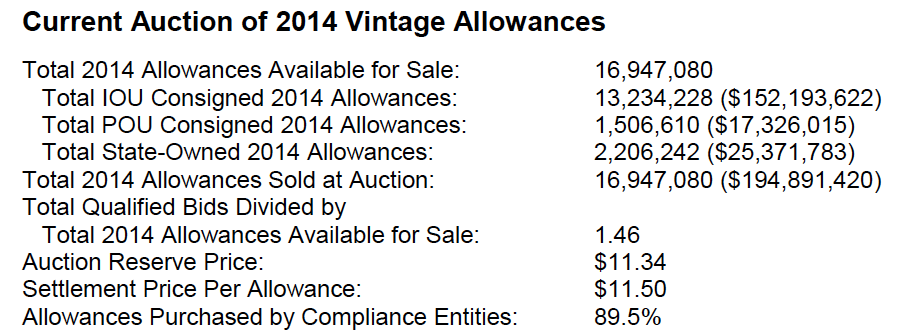 Current Auction of 2014 Vintage Allowances
Total 2014 Allowances Available for Sale: 16,947,080
Total IOU Consigned 2014 Allowances: 13,234,228 ($152,193,622)
Total POU Consigned 2014 Allowances: 1,506,610 ($17,326,015)
Total State-Owned 2014 Allowances: 2,206,242 ($25,371,783)
Total 2014 Allowances Sold at Auction: 16,947,080 ($194,891,420)
Total Qualified Bids Divided by
Total 2014 Allowances Available for Sale: 1.46
Auction Reserve Price: $11.34
Settlement Price Per Allowance: $11.50
Allowances Purchased by Compliance Entities: 89.5%